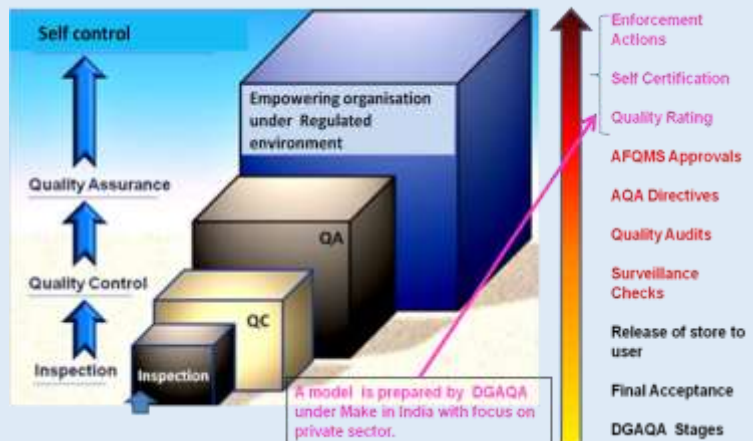 Self control
Quality Assurance
Quality Control
Inspection
Empowering organisation
under Regulated
environment
QA
QC
Inspection
A model is prepared by DGAQA
under Make in India with focus on
private sector.
Enforcement
Actions
Self Certification
Quality Rating
AFQMS Approvals
AQA Directives
Quality Audits
Surveillance
Checks
Release of store to
user
Final Acceptance
DGAQA Stages